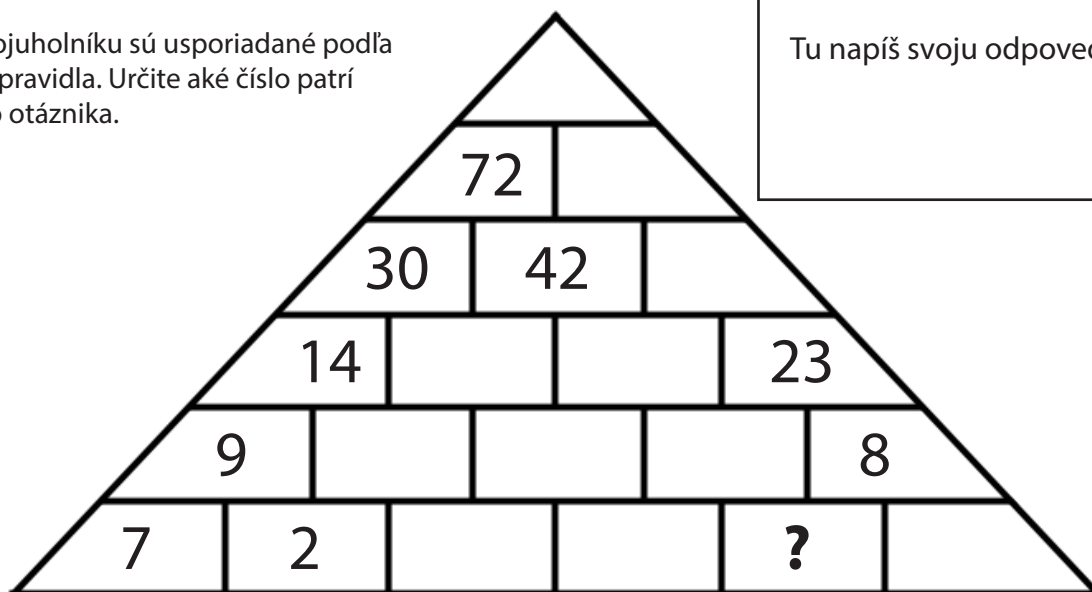 ojuholníku sú usporiadané podľa
pravidla. Určite aké číslo patrí
otáznika.
Tu napíš svoju odpoveď
72
30 42
14 23
9 8
7 2 ?